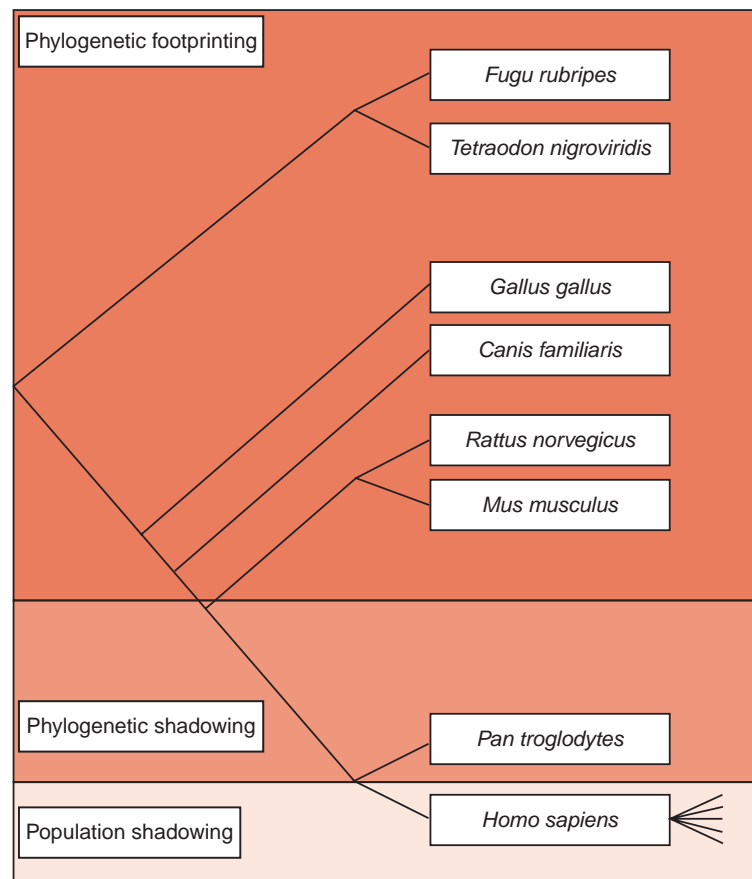 Phylogenetic footprinting
Fugu rubripes
Tetraodon nigroviridis
Gallus gallus
Canis familiaris
Rattus norvegicus
Mus musculus
Phylogenetic shadowing
Pan troglodytes
Homo sapiens
Population shadowing